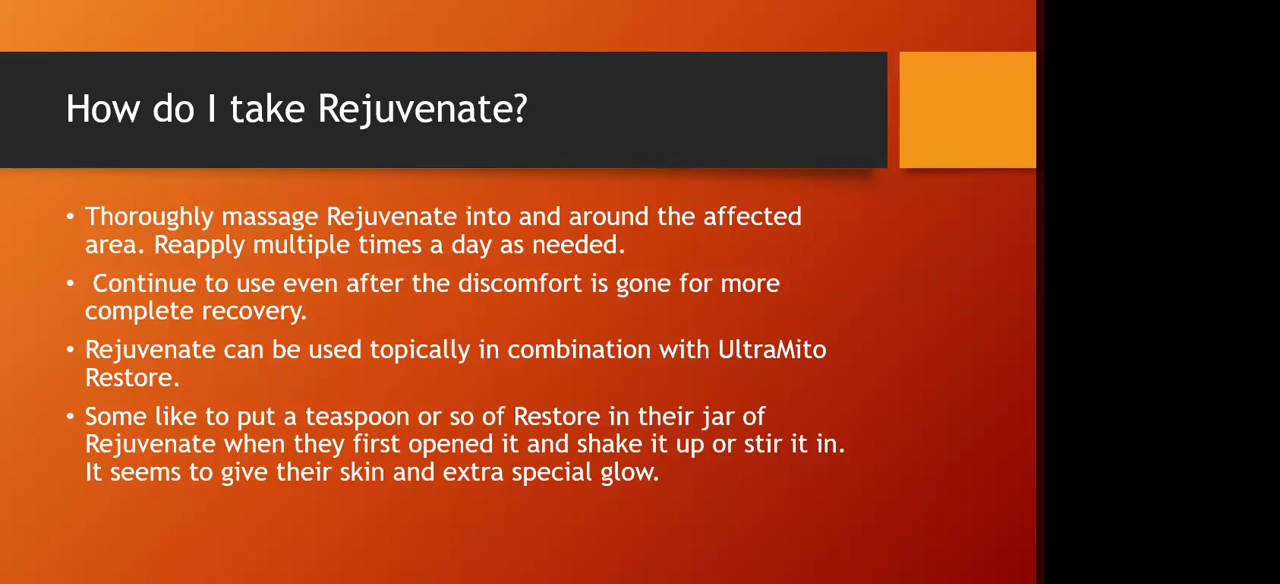 How do I take Rejuvenate?
• Thoroughly massage Rejuvenate into and around the affected
area. Reapply multiple times a day as needed.
• Continue to use even after the discomfort is gone for more
complete recovery.
• Rejuvenate can be used topically in combination with UltraMito
Restore.
• Some like to put a teaspoon or so of Restore in their jar of
Rejuvenate when they first opened it and shake it up or stir it in.
It seems to give their skin and extra special glow.